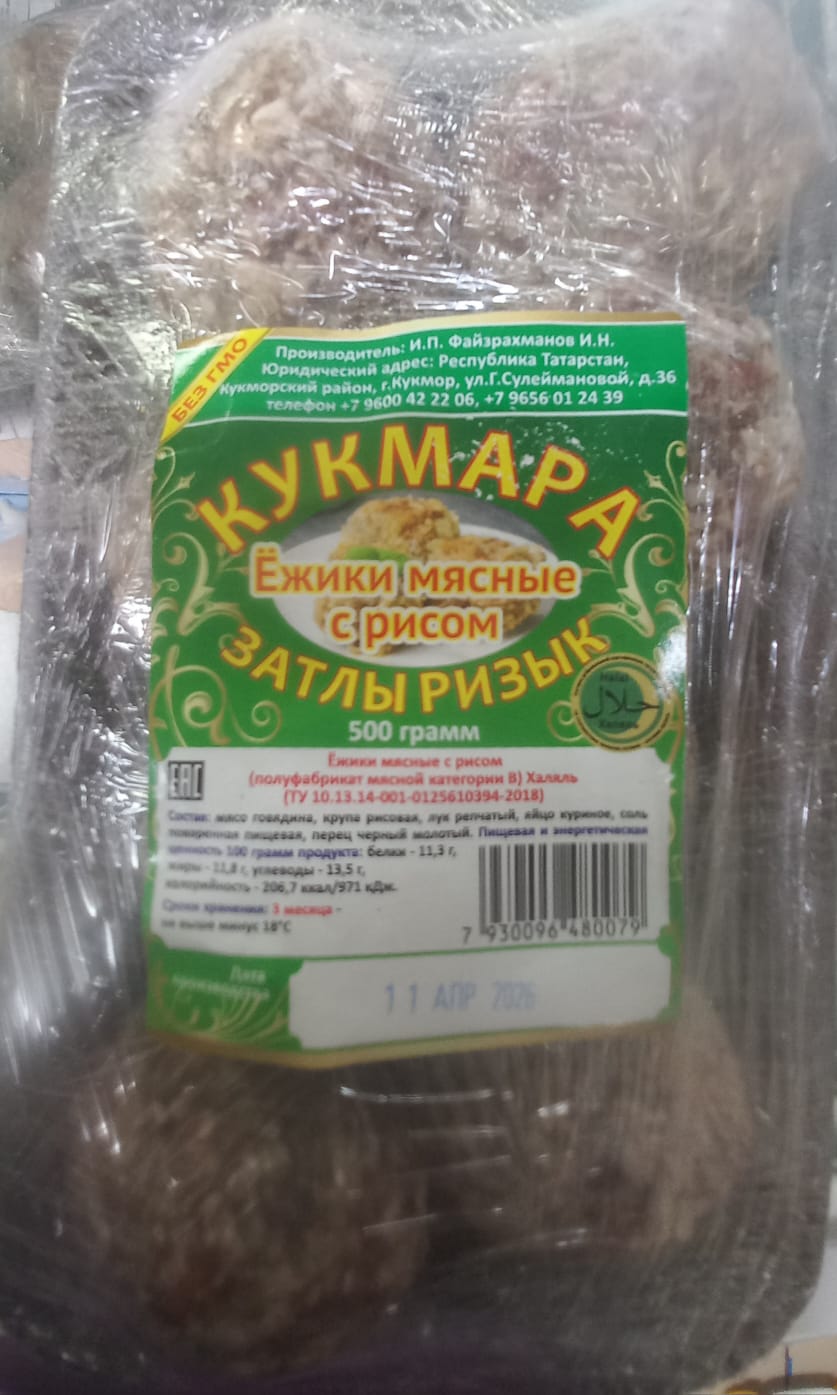 БЕЗ ГМО
Производитель: И.П. Файзрахманов И.Н.
Юридический адрес: Республика Татарстан,
Кукморский район, г.Кукмор, ул.Г.Сулеймановой, д.36
телефон +7 9600 42 22 06, +7 9656 01 24 39
КУКМАРА
Ёжики мясные
с рисом
ЗАТЛЫ РИЗЫК
Halal
حلال
Халяль
500 грамм
EAC
Ёжики мясные с рисом
(полуфабрикат мясной категории В) Халяль
(ТУ 10.13.14-001-0125610394-2018)
Состав: мясо говядина, крупа рисовая, лук репчатый, яйцо куриное, соль
поваренная пищевая, перец черный молотый. Пищевая и энергетическая
ценность 100 грамм продукта: белки - 11,3 г,
жиры - 11,8 г, углеводы - 13,5 г,
калорийность - 206,7 ккал/971 кДж.
Сроки хранения: 3 месяца -
не выше минус 18°С
7 930096 480079
Дата
производства
11 АПР 2026